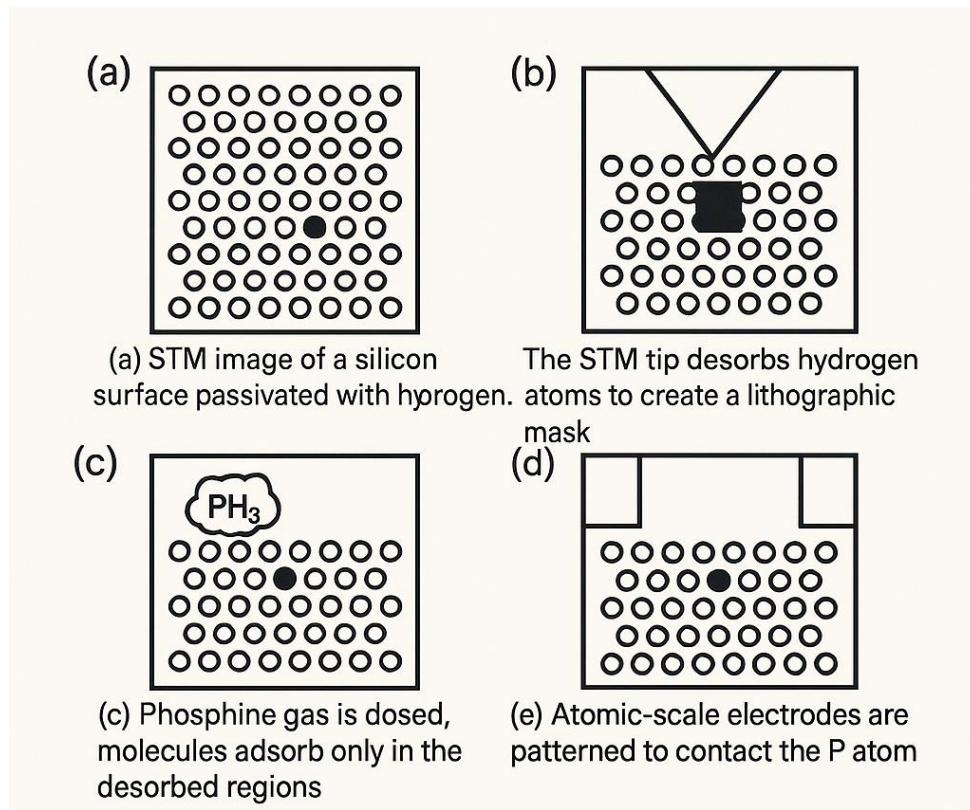 (a)
(b)
(a) STM image of a silicon
surface passivated with hyrogen.
The STM tip desorbs hydrogen
atoms to create a lithographic
mask
(c)
PH₃
(d)
(c) Phosphine gas is dosed,
molecules adsorb only in the
desorbed regions
(e) Atomic-scale electrodes are
patterned to contact the P atom